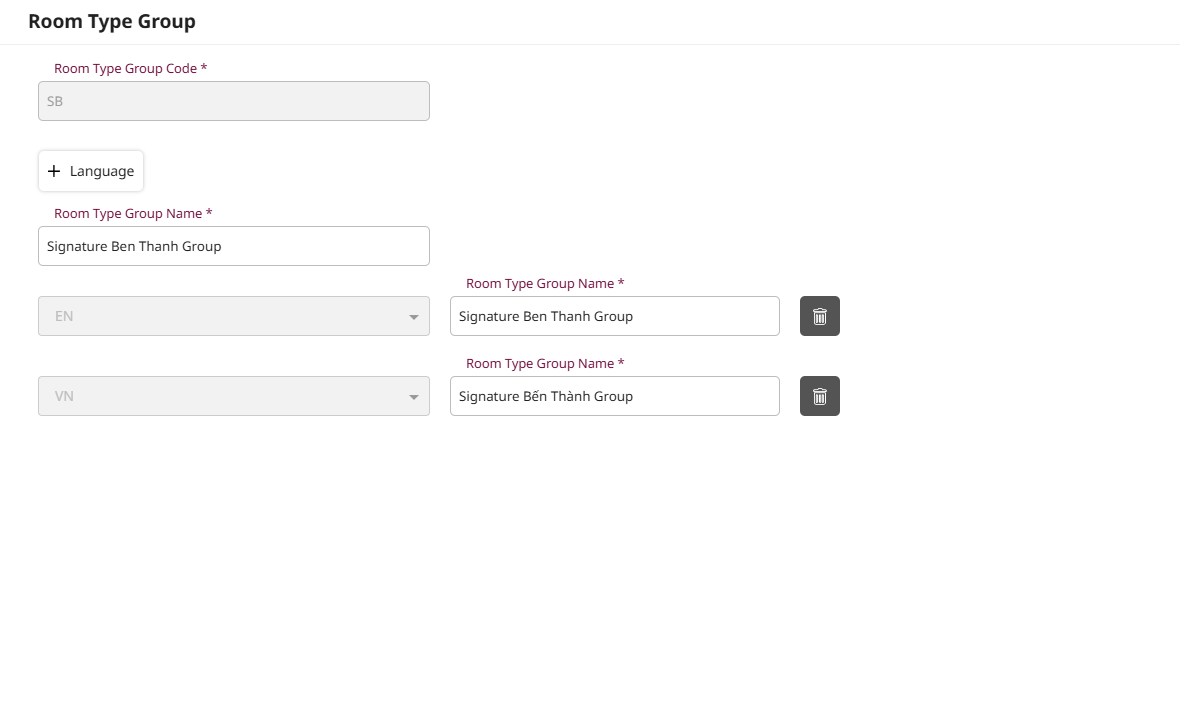 Room Type Group
Room Type Group Code *
SB
+ Language
Room Type Group Name *
Signature Ben Thanh Group
Room Type Group Name *
EN
Signature Ben Thanh Group
Room Type Group Name *
VN
Signature Bến Thành Group